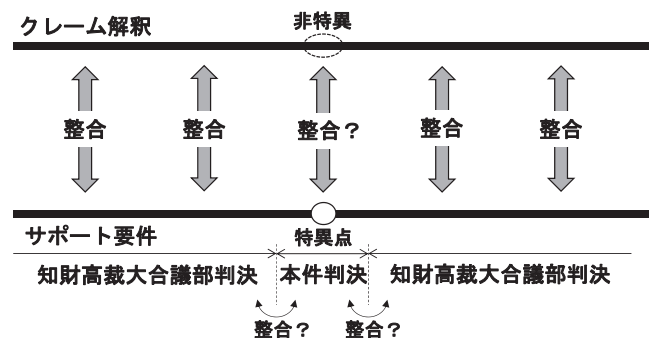 クレーム解釈
非特異
整合 整合 整合？ 整合 整合
サポート要件
特異点
知財高裁大合議部判決 本件判決 知財高裁大合議部判決
整合？ 整合？